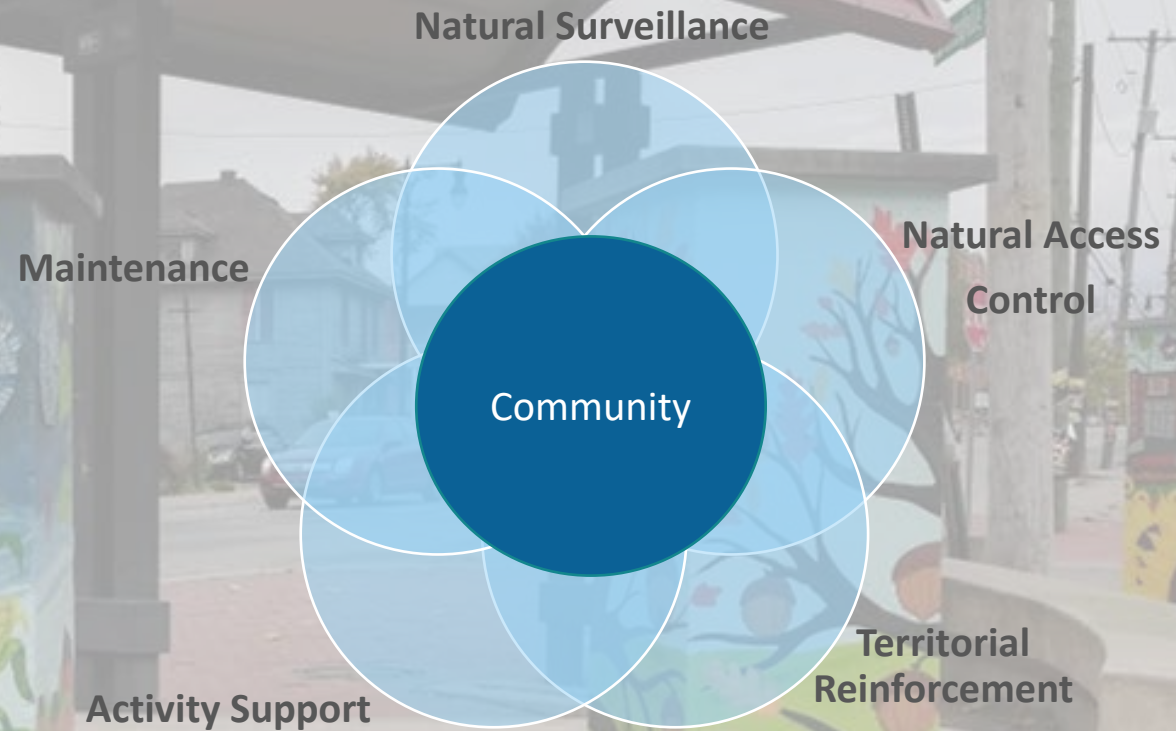 Natural Surveillance
Natural Access
Control
Maintenance
Community
Territorial
Reinforcement
Activity Support